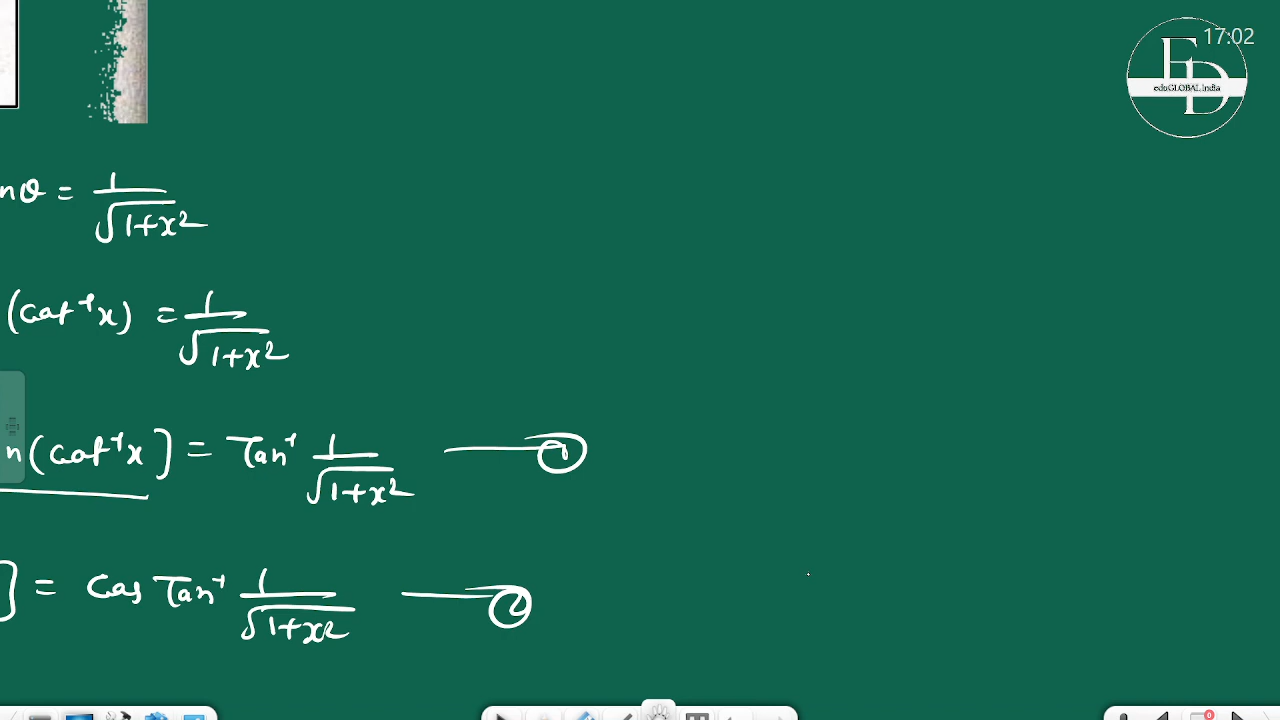 17:02
eduGLOBAL.India
nθ = 1/√1+x²
(cot⁻¹x) = 1/√1+x²
n(cot⁻¹x] = Tan⁻¹ 1/√1+x² —— ①
] = cos Tan⁻¹ 1/√1+x² —— ②